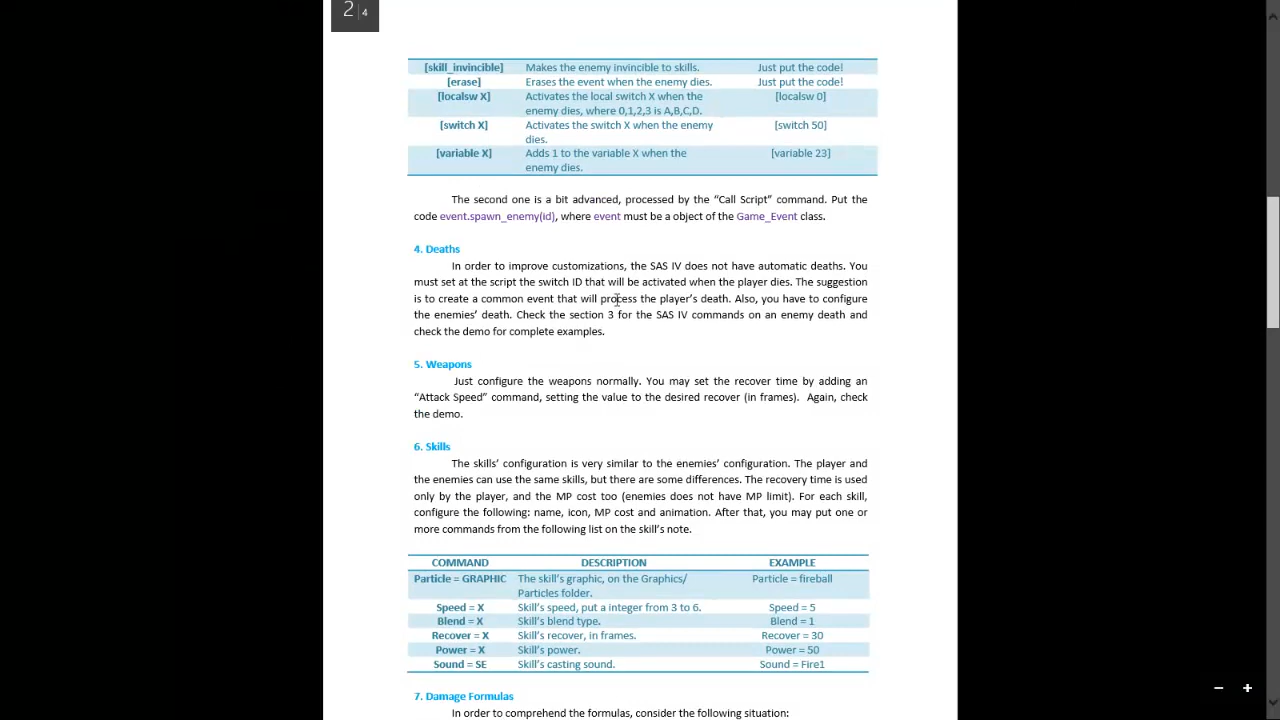 2|4
[skill_invincible] Makes the enemy invincible to skills. Just put the code!
[erase] Erases the event when the enemy dies. Just put the code!
[localsw X] Activates the local switch X when the [localsw 0]
enemy dies, where 0,1,2,3 is A,B,C,D.
[switch X] Activates the switch X when the enemy [switch 50]
dies.
[variable X] Adds 1 to the variable X when the [variable 23]
enemy dies.
The second one is a bit advanced, processed by the “Call Script” command. Put the
code event.spawn_enemy(id), where event must be a object of the Game_Event class.
4. Deaths
In order to improve customizations, the SAS IV does not have automatic deaths. You
must set at the script the switch ID that will be activated when the player dies. The suggestion
is to create a common event that will process the player’s death. Also, you have to configure
the enemies’ death. Check the section 3 for the SAS IV commands on an enemy death and
check the demo for complete examples.
5. Weapons
Just configure the weapons normally. You may set the recover time by adding an
“Attack Speed” command, setting the value to the desired recover (in frames). Again, check
the demo.
6. Skills
The skills’ configuration is very similar to the enemies’ configuration. The player and
the enemies can use the same skills, but there are some differences. The recovery time is used
only by the player, and the MP cost too (enemies does not have MP limit). For each skill,
configure the following: name, icon, MP cost and animation. After that, you may put one or
more commands from the following list on the skill’s note.
COMMAND DESCRIPTION EXAMPLE
Particle = GRAPHIC The skill’s graphic, on the Graphics/ Particle = fireball
Particles folder.
Speed = X Skill’s speed, put a integer from 3 to 6. Speed = 5
Blend = X Skill’s blend type. Blend = 1
Recover = X Skill’s recover, in frames. Recover = 30
Power = X Skill’s power. Power = 50
Sound = SE Skill’s casting sound. Sound = Fire1
7. Damage Formulas
In order to comprehend the formulas, consider the following situation: